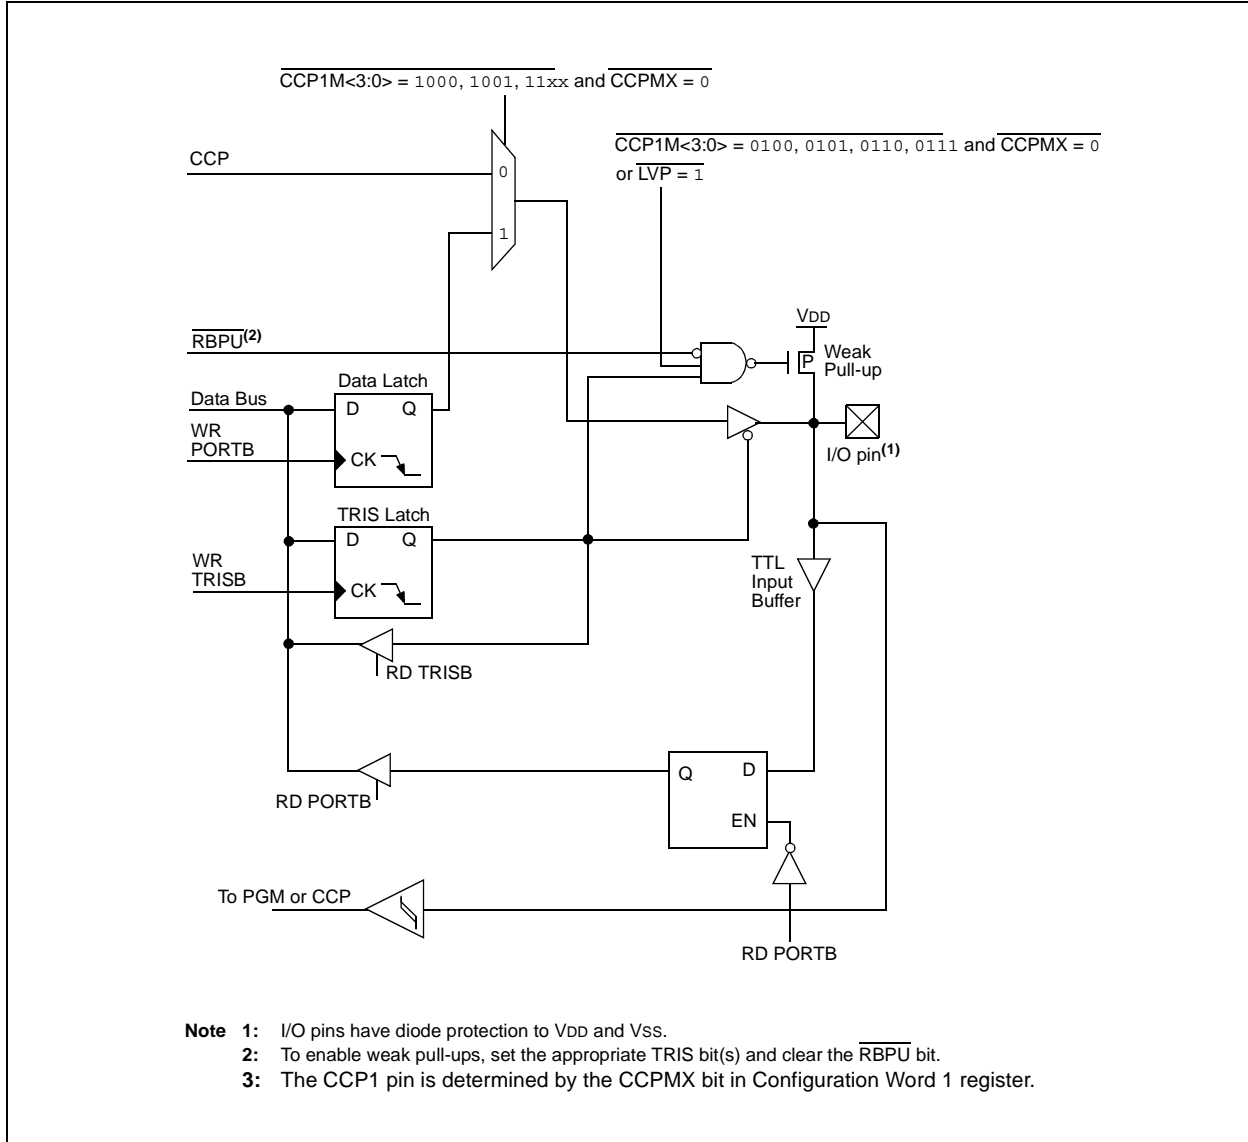 CCP1M<3:0> = 1000, 1001, 11xx and CCPMX = 0
CCP1M<3:0> = 0100, 0101, 0110, 0111 and CCPMX = 0
or LVP = 1
CCP
0
1
VDD
RBPU(2)
P
Weak
Pull-up
Data Latch
Data Bus
D Q
WR
PORTB
CK
I/O pin(1)
TRIS Latch
D Q
WR
TRISB
CK
TTL
Input
Buffer
RD TRISB
Q D
RD PORTB
EN
To PGM or CCP
RD PORTB
Note 1: I/O pins have diode protection to VDD and VSS.
2: To enable weak pull-ups, set the appropriate TRIS bit(s) and clear the RBPU bit.
3: The CCP1 pin is determined by the CCPMX bit in Configuration Word 1 register.